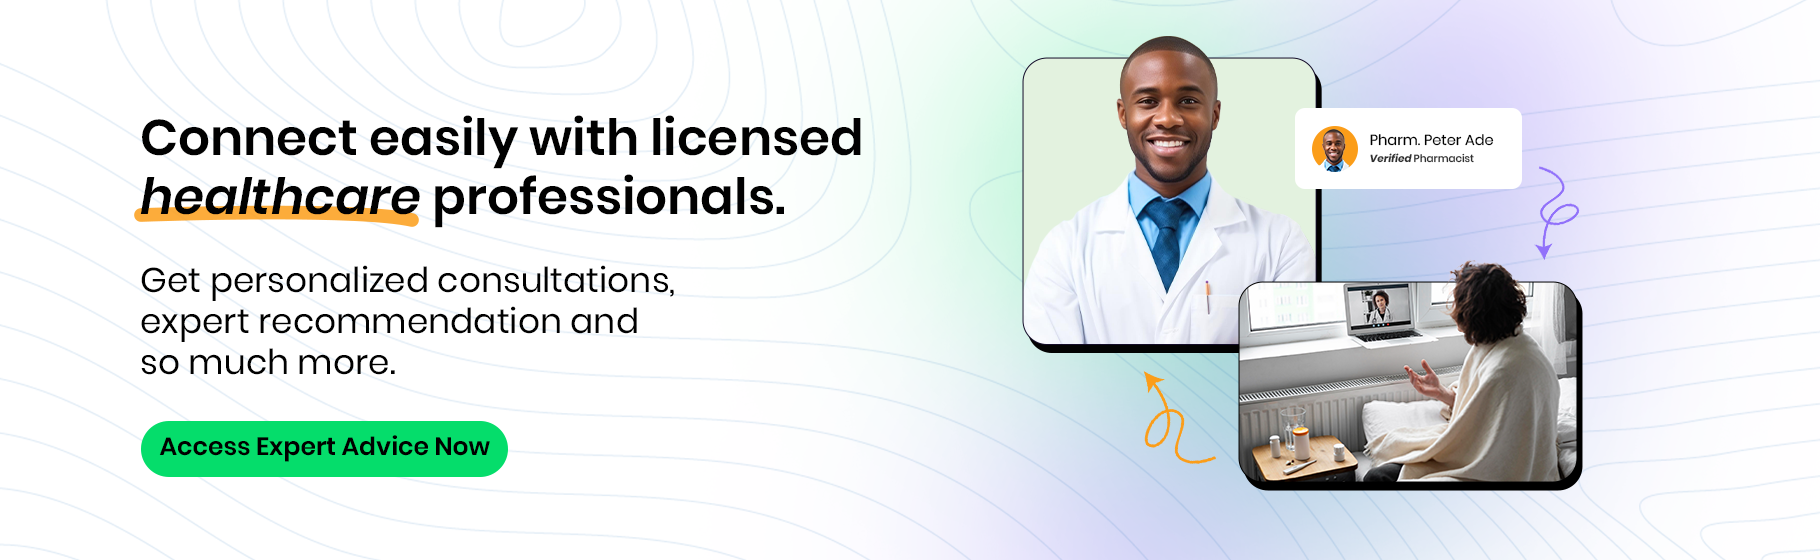 Connect easily with licensed
healthcare professionals.
Get personalized consultations,
expert recommendation and
so much more.
Access Expert Advice Now
Pharm. Peter Ade
Verified Pharmacist